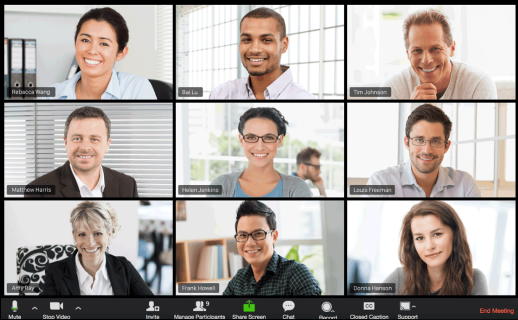 Rebecca Wang
Bai Lu
Tim Johnson
Matthew Harris
Helen Jenkins
Louis Freeman
Amy Day
Frank Howell
Donna Hanson
9
Mute Stop Video Invite Manage Participants Share Screen Chat Record Closed Caption Support End Meeting